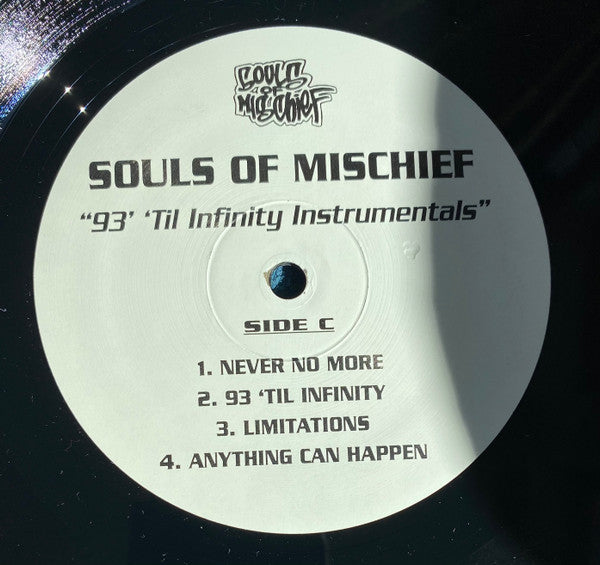 SOULS
OF
MISCHIEF
SOULS OF MISCHIEF
“93’ ‘Til Infinity Instrumentals”
SIDE C
1. NEVER NO MORE
2. 93 ‘TIL INFINITY
3. LIMITATIONS
4. ANYTHING CAN HAPPEN